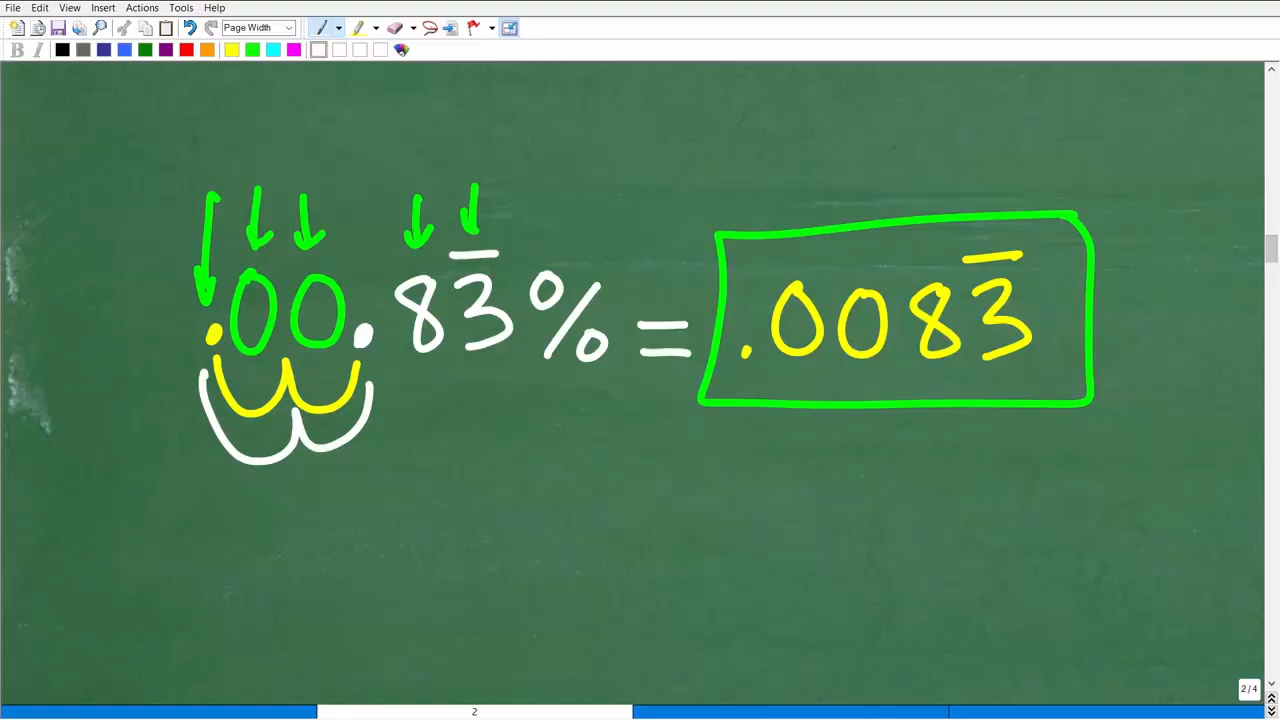 File Edit View Insert Actions Tools Help
Page Width
B I
.00.83̅% = .0083̅
2/4
2